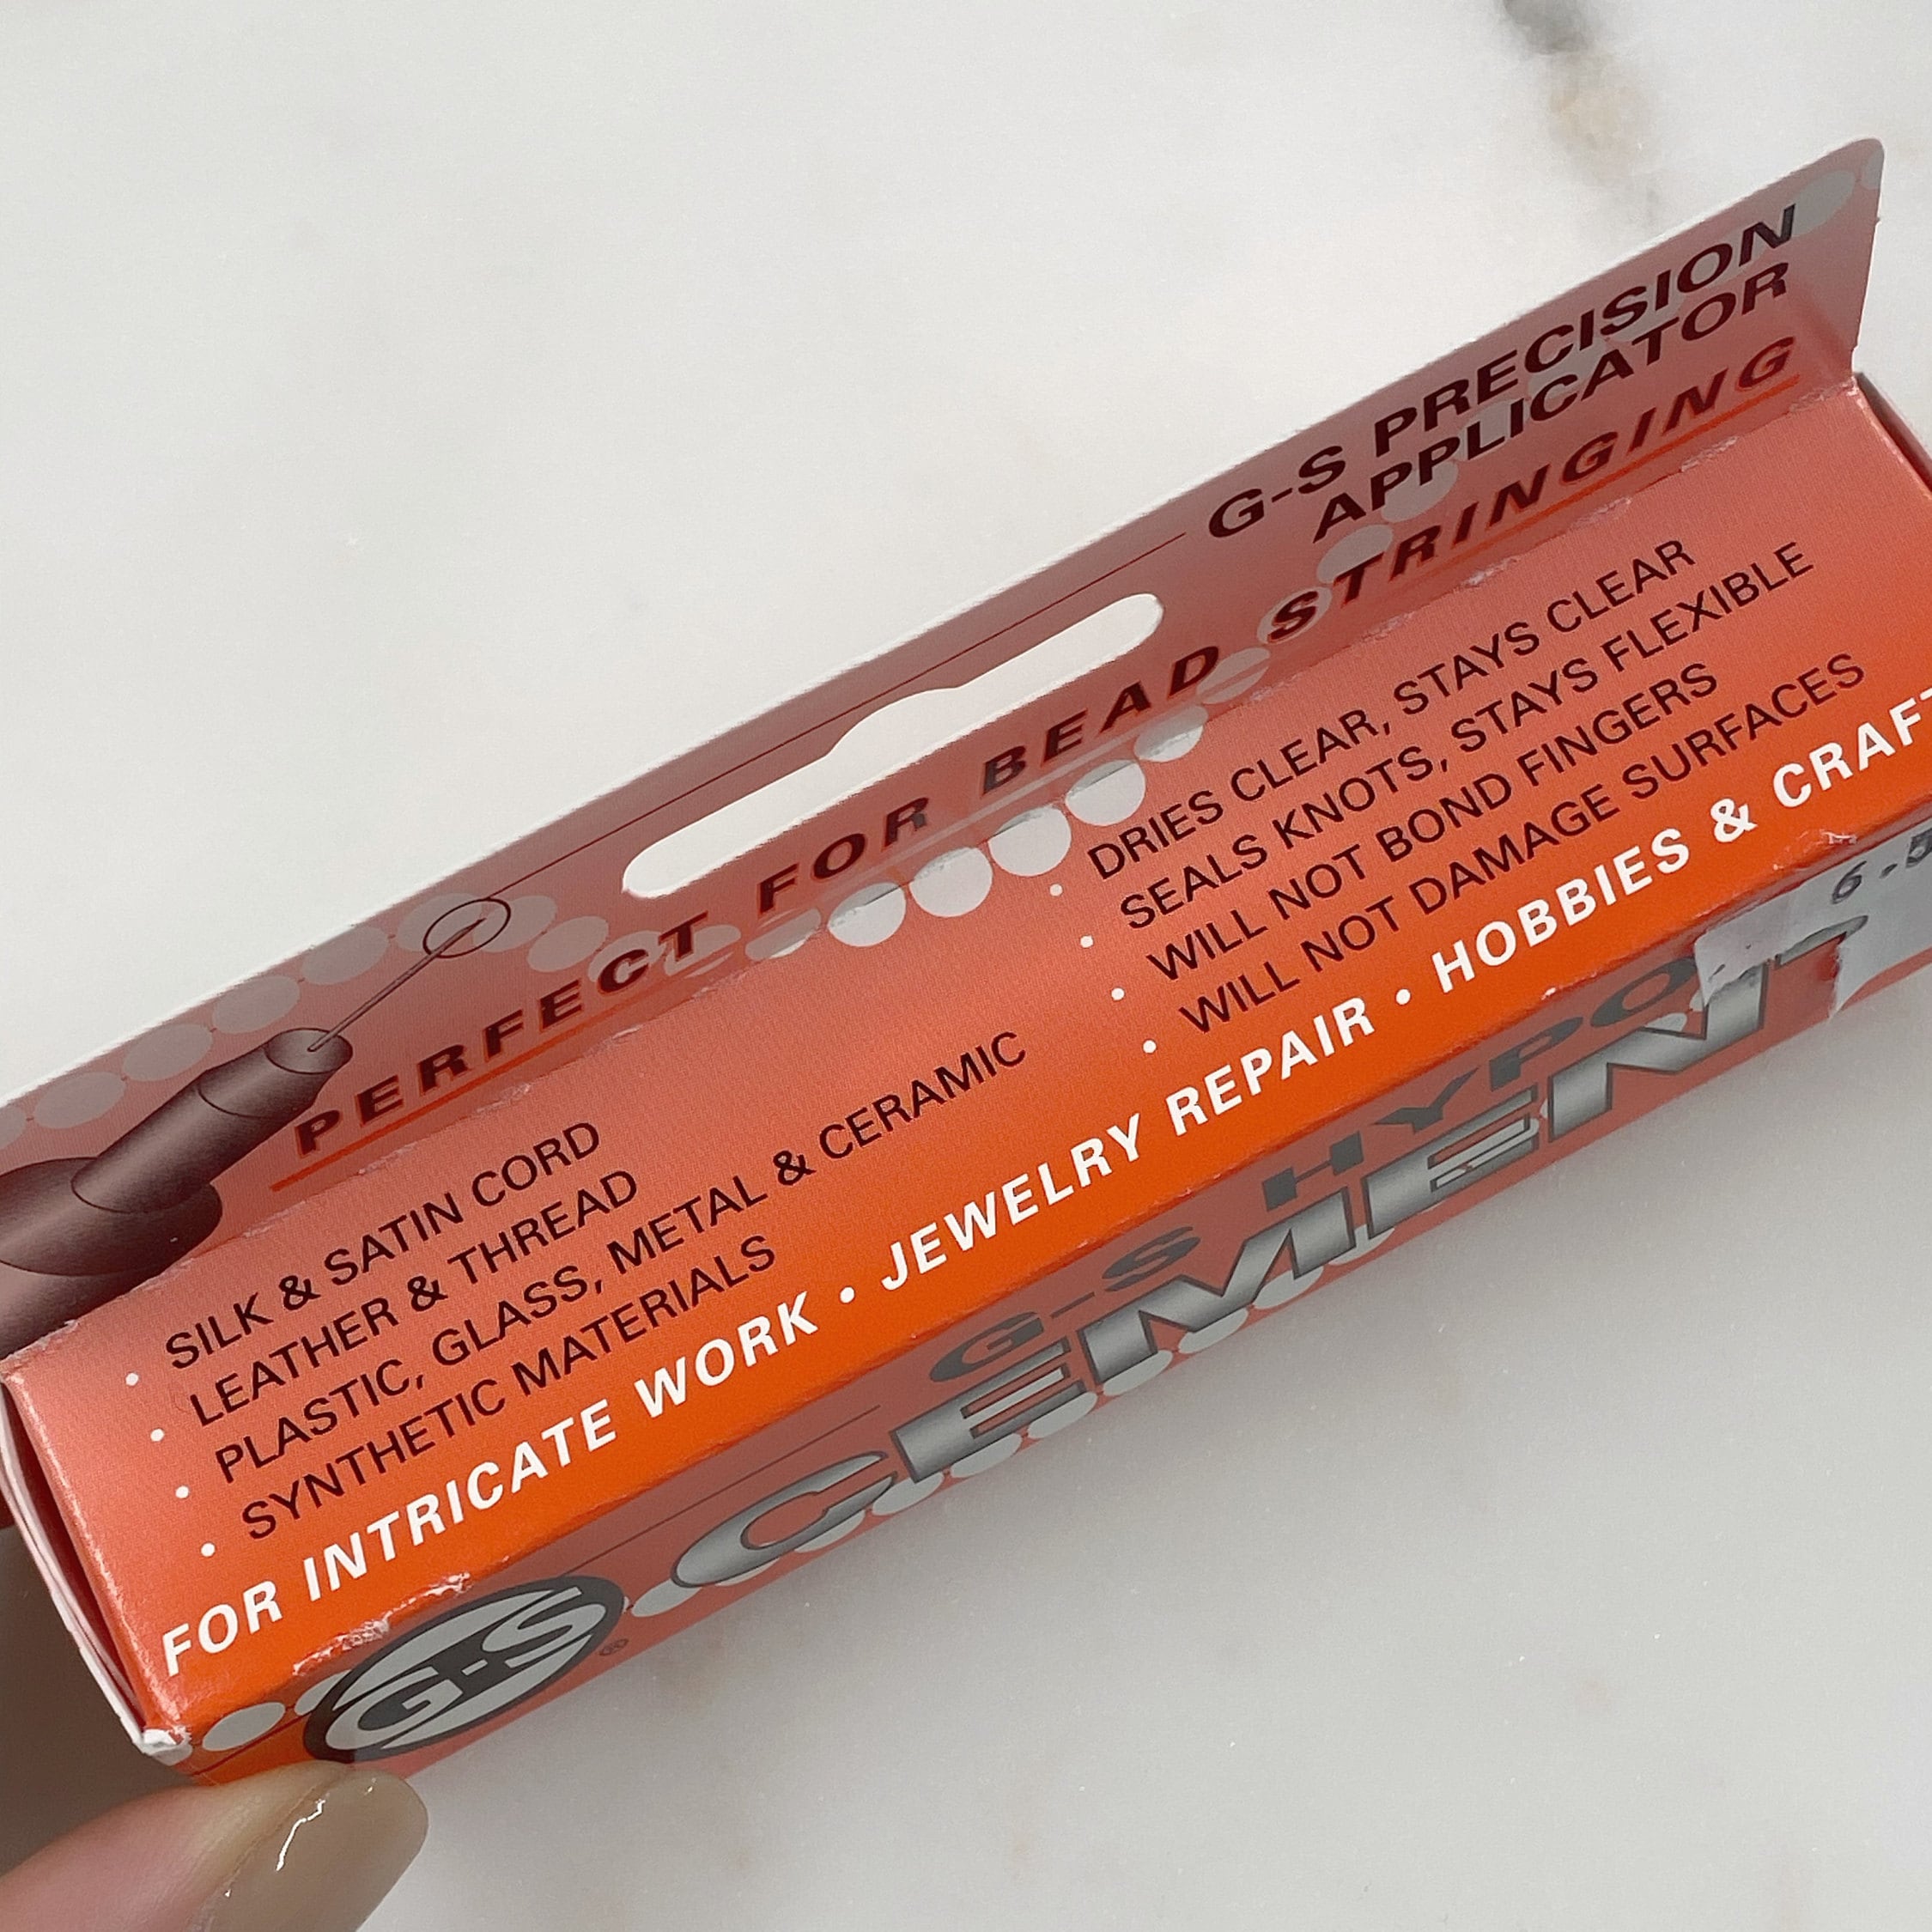 G-S PRECISION
APPLICATOR
PERFECT FOR BEAD STRINGING
• SILK & SATIN CORD
• LEATHER & THREAD
• PLASTIC, GLASS, METAL & CERAMIC
• SYNTHETIC MATERIALS
• DRIES CLEAR, STAYS CLEAR
• SEALS KNOTS, STAYS FLEXIBLE
• WILL NOT BOND FINGERS
• WILL NOT DAMAGE SURFACES
FOR INTRICATE WORK • JEWELRY REPAIR • HOBBIES & CRAFT
G-S HYPO
CEMENT
G-S ®